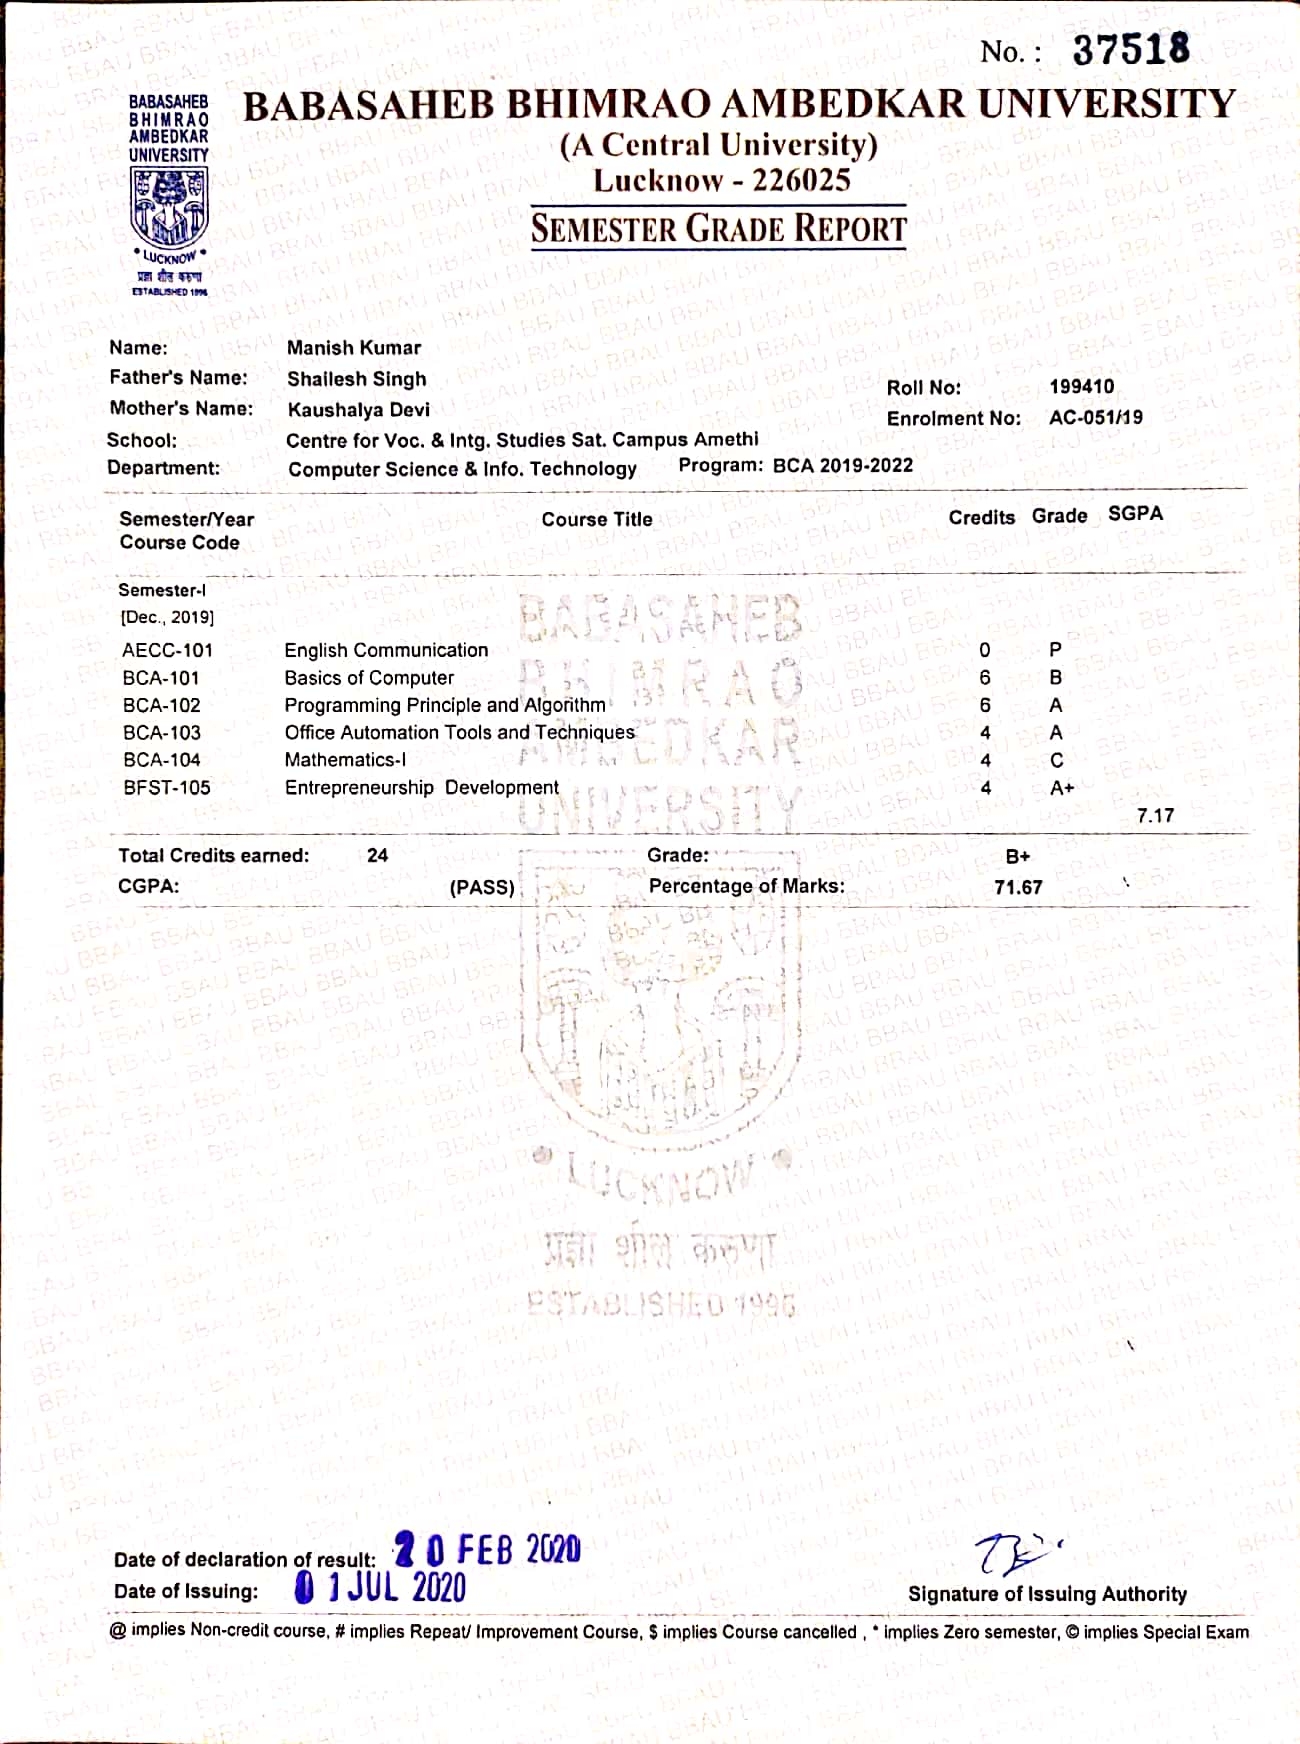 No. : 37518
BABASAHEB
BHIMRAO
AMBEDKAR
UNIVERSITY
LUCKNOW
प्रज्ञा शील करुणा
ESTABLISHED 1996
BABASAHEB BHIMRAO AMBEDKAR UNIVERSITY
(A Central University)
Lucknow - 226025
SEMESTER GRADE REPORT
Name: Manish Kumar
Father's Name: Shailesh Singh
Mother's Name: Kaushalya Devi
Roll No: 199410
Enrolment No: AC-051/19
School: Centre for Voc. & Intg. Studies Sat. Campus Amethi
Department: Computer Science & Info. Technology Program: BCA 2019-2022
Semester/Year Course Title Credits Grade SGPA
Course Code
Semester-I
[Dec., 2019]
AECC-101 English Communication 0 P
BCA-101 Basics of Computer 6 B
BCA-102 Programming Principle and Algorithm 6 A
BCA-103 Office Automation Tools and Techniques 4 A
BCA-104 Mathematics-I 4 C
BFST-105 Entrepreneurship Development 4 A+
7.17
Total Credits earned: 24 Grade: B+
CGPA: (PASS) Percentage of Marks: 71.67
BABASAHEB
BHIMRAO
AMBEDKAR
UNIVERSITY
LUCKNOW
प्रज्ञा शील करुणा
ESTABLISHED 1996
Date of declaration of result: 20 FEB 2020
Date of Issuing: 01 JUL 2020
Signature of Issuing Authority
@ implies Non-credit course, # implies Repeat/ Improvement Course, $ implies Course cancelled , * implies Zero semester, © implies Special Exam